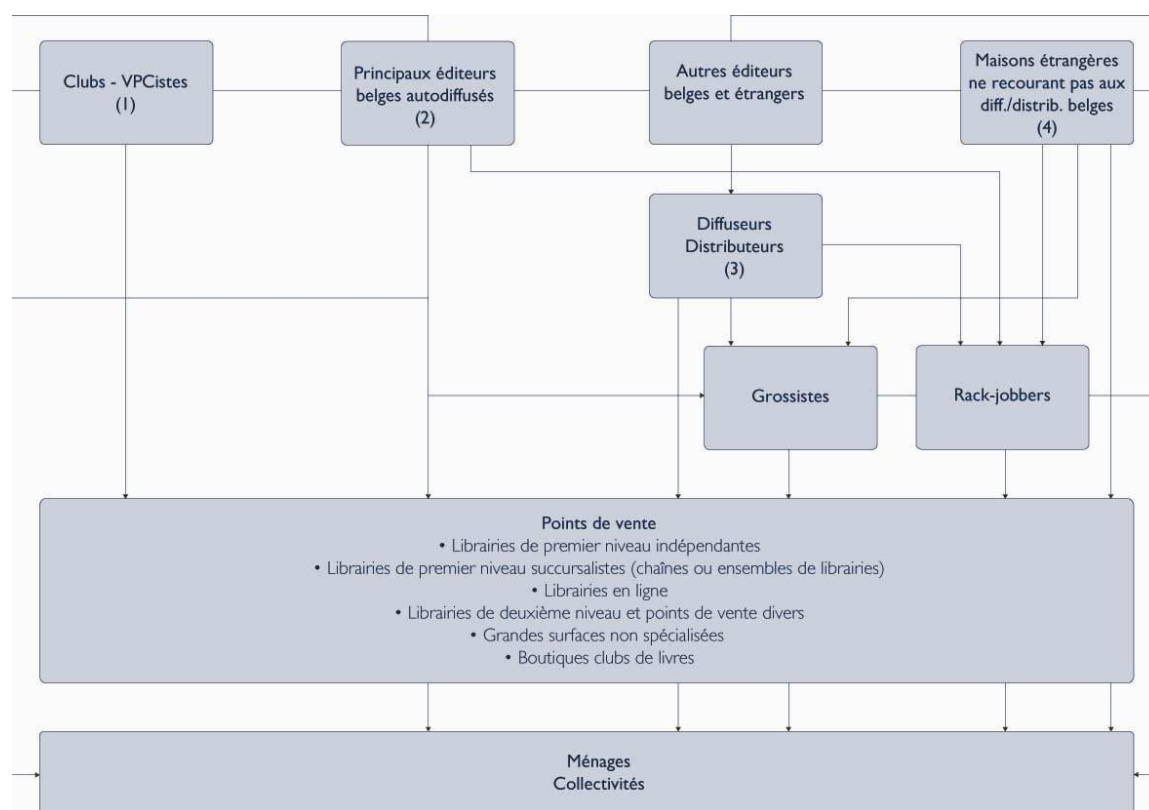 Clubs - VPCistes
(1)
Principaux éditeurs
belges autodiffusés
(2)
Autres éditeurs
belges et étrangers
Maisons étrangères
ne recourant pas aux
diff./distrib. belges
(4)
Diffuseurs
Distributeurs
(3)
Grossistes
Rack-jobbers
Points de vente
• Librairies de premier niveau indépendantes
• Librairies de premier niveau succursalistes (chaînes ou ensembles de librairies)
• Librairies en ligne
• Librairies de deuxième niveau et points de vente divers
• Grandes surfaces non spécialisées
• Boutiques clubs de livres
Ménages
Collectivités